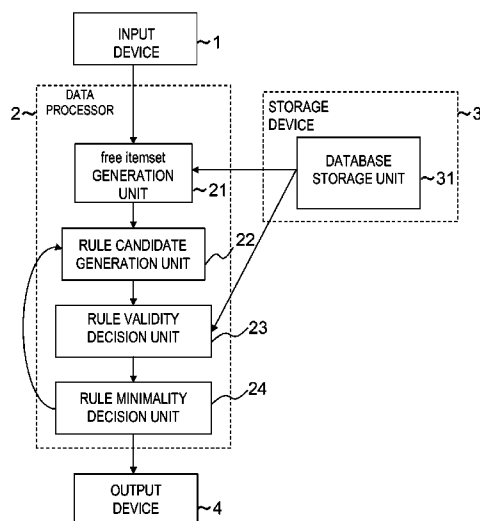 INPUT
DEVICE
1
2
DATA
PROCESSOR
STORAGE
DEVICE
3
free itemset
GENERATION
UNIT
21
DATABASE
STORAGE UNIT
31
RULE CANDIDATE
GENERATION UNIT
22
RULE VALIDITY
DECISION UNIT
23
RULE MINIMALITY
DECISION UNIT
24
OUTPUT
DEVICE
4